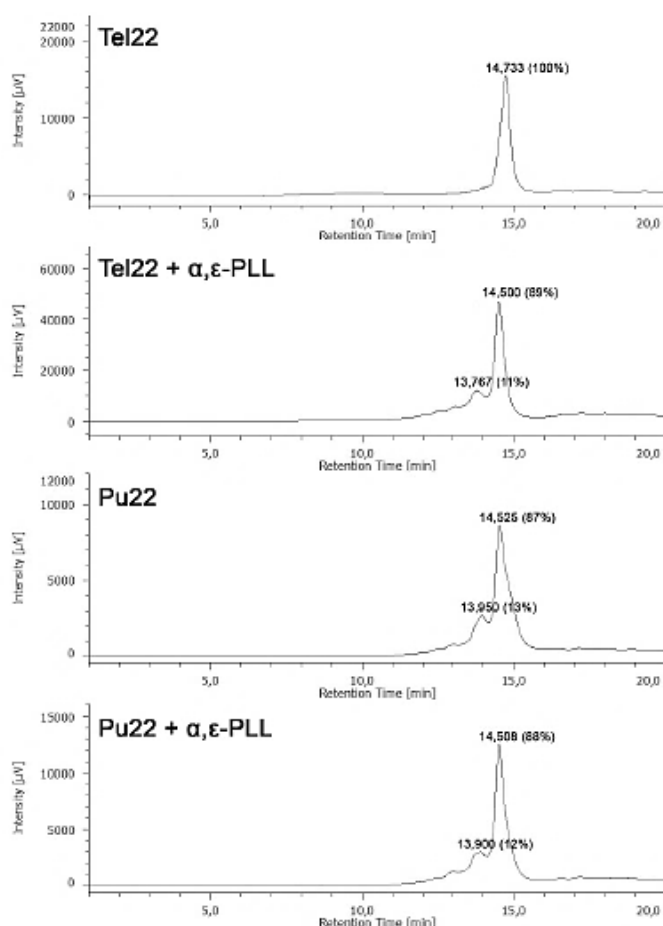 Tel22
22000
20000
10000
0
Intensity [µV]
14,733 (100%)
5,0 10,0 15,0 20,0
Retention Time [min]
Tel22 + α,ε-PLL
60000
40000
20000
0
Intensity [µV]
14,500 (89%)
13,767 (11%)
5,0 10,0 15,0 20,0
Retention Time [min]
Pu22
12000
10000
5000
0
Intensity [µV]
14,525 (87%)
13,950 (13%)
5,0 10,0 15,0 20,0
Retention Time [min]
Pu22 + α,ε-PLL
15000
10000
5000
0
Intensity [µV]
14,508 (88%)
13,900 (12%)
5,0 10,0 15,0 20,0
Retention Time [min]